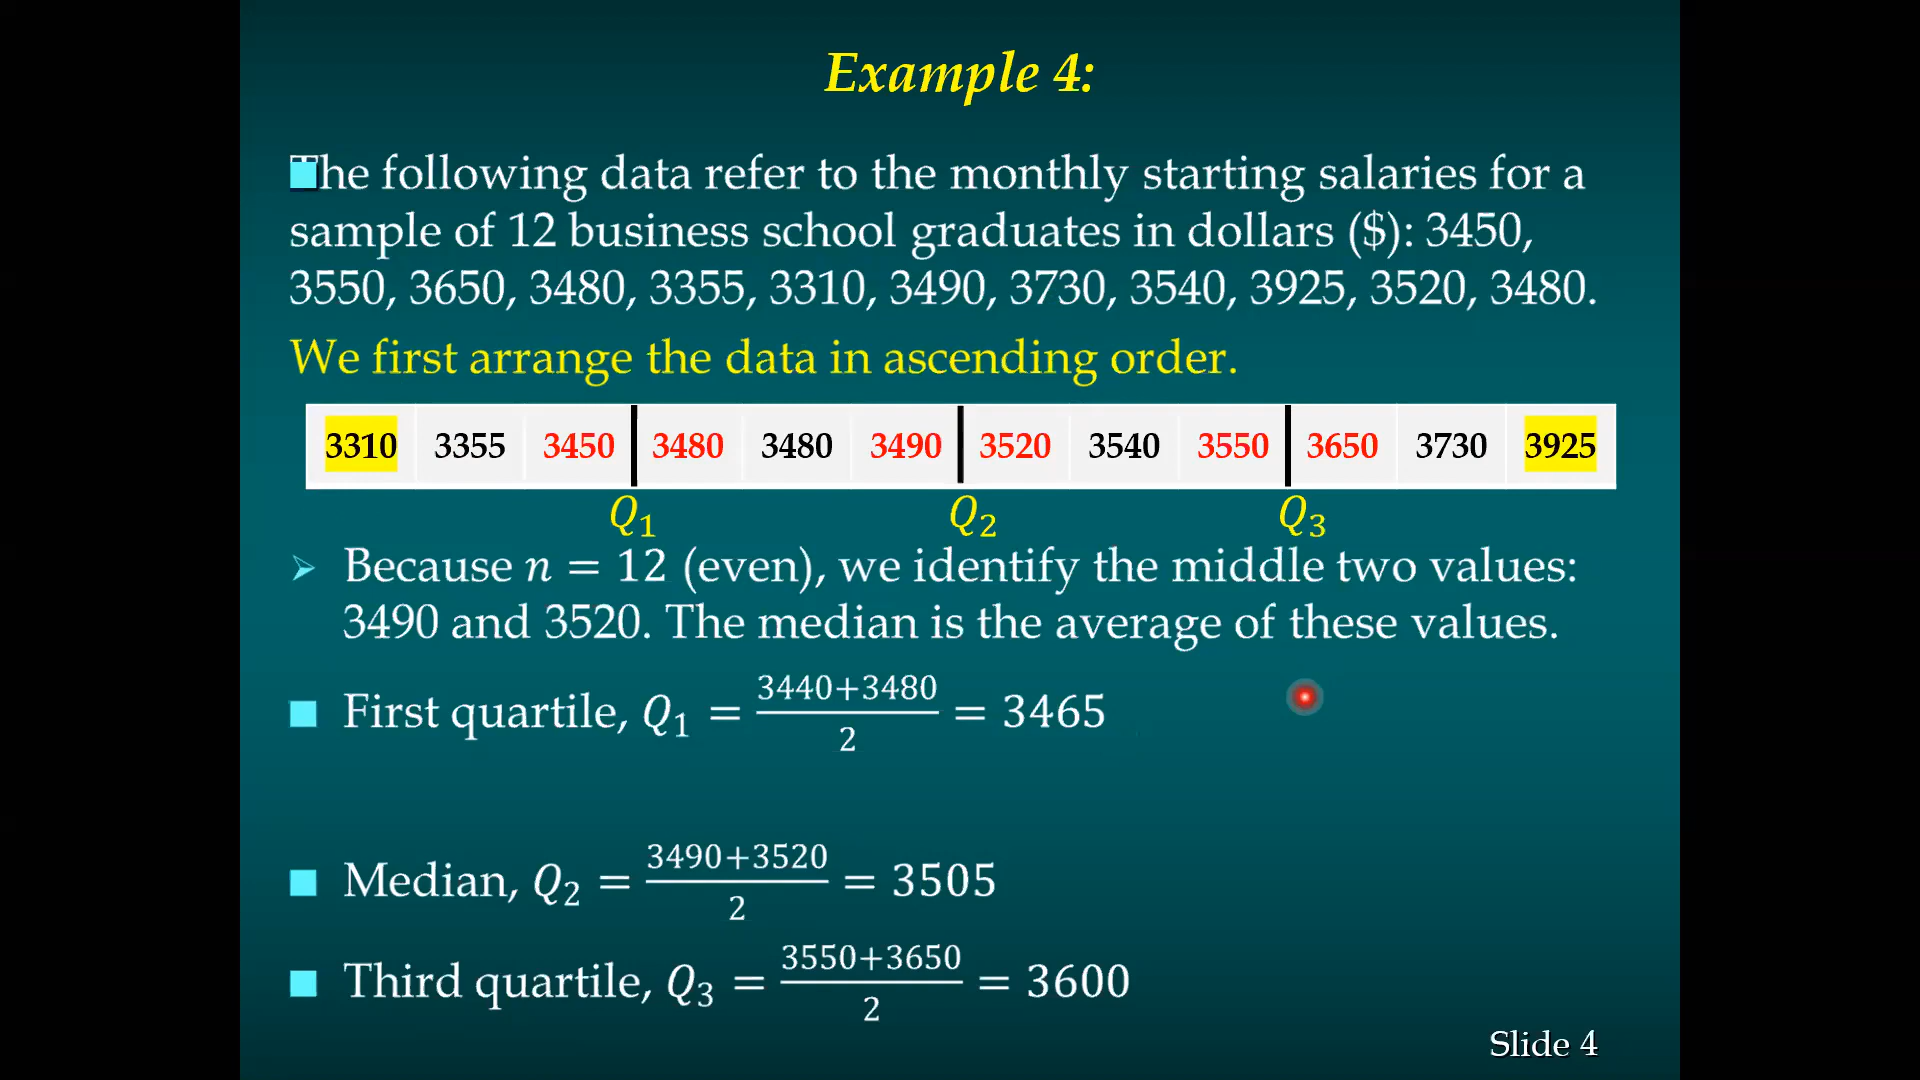 Example 4:
The following data refer to the monthly starting salaries for a
sample of 12 business school graduates in dollars ($): 3450,
3550, 3650, 3480, 3355, 3310, 3490, 3730, 3540, 3925, 3520, 3480.
We first arrange the data in ascending order.
3310 3355 3450 3480 3480 3490 3520 3540 3550 3650 3730 3925
Q₁ Q₂ Q₃
➢ Because n = 12 (even), we identify the middle two values:
3490 and 3520. The median is the average of these values.
■ First quartile, Q₁ = (3440+3480)/2 = 3465
■ Median, Q₂ = (3490+3520)/2 = 3505
■ Third quartile, Q₃ = (3550+3650)/2 = 3600
Slide 4